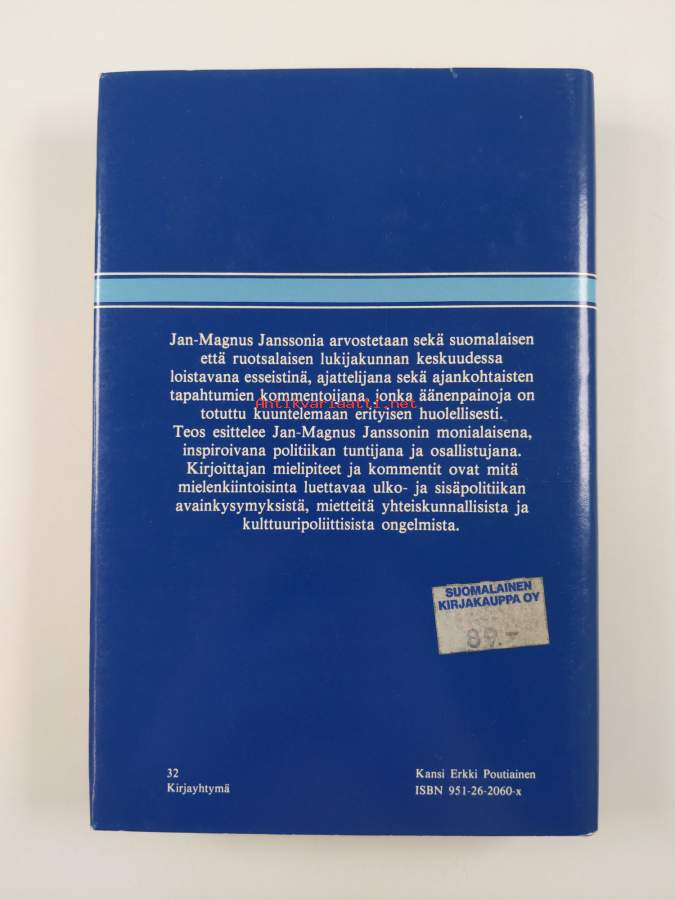 Jan-Magnus Janssonia arvostetaan sekä suomalaisen
että ruotsalaisen lukijakunnan keskuudessa
loistavana esseistinä, ajattelijana sekä ajankohtaisten
tapahtumien kommentoijana, jonka äänenpainoja on
Antikvariaatti.net
totuttu kuuntelemaan erityisen huolellisesti.
Teos esittelee Jan-Magnus Janssonin monialaisena,
inspiroivana politiikan tuntijana ja osallistujana.
Kirjoittajan mielipiteet ja kommentit ovat mitä
mielenkiintoisinta luettavaa ulko- ja sisäpolitiikan
avainkysymyksistä, mietteitä yhteiskunnallisista ja
kulttuuripoliittisista ongelmista.
SUOMALAINEN
KIRJAKAUPPA OY
89.-
32
Kirjayhtymä
Kansi Erkki Poutiainen
ISBN 951-26-2060-x